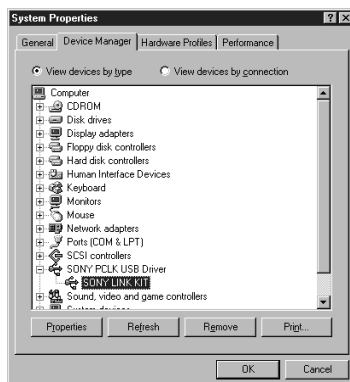 System Properties
General Device Manager Hardware Profiles Performance
View devices by type View devices by connection
Computer
CDROM
Disk drives
Display adapters
Floppy disk controllers
Hard disk controllers
Human Interface Devices
Keyboard
Monitors
Mouse
Network adapters
Ports (COM & LPT)
SCSI controllers
SONY PCLK USB Driver
SONY LINK KIT
Sound, video and game controllers
System devices
Properties Refresh Remove Print...
OK Cancel